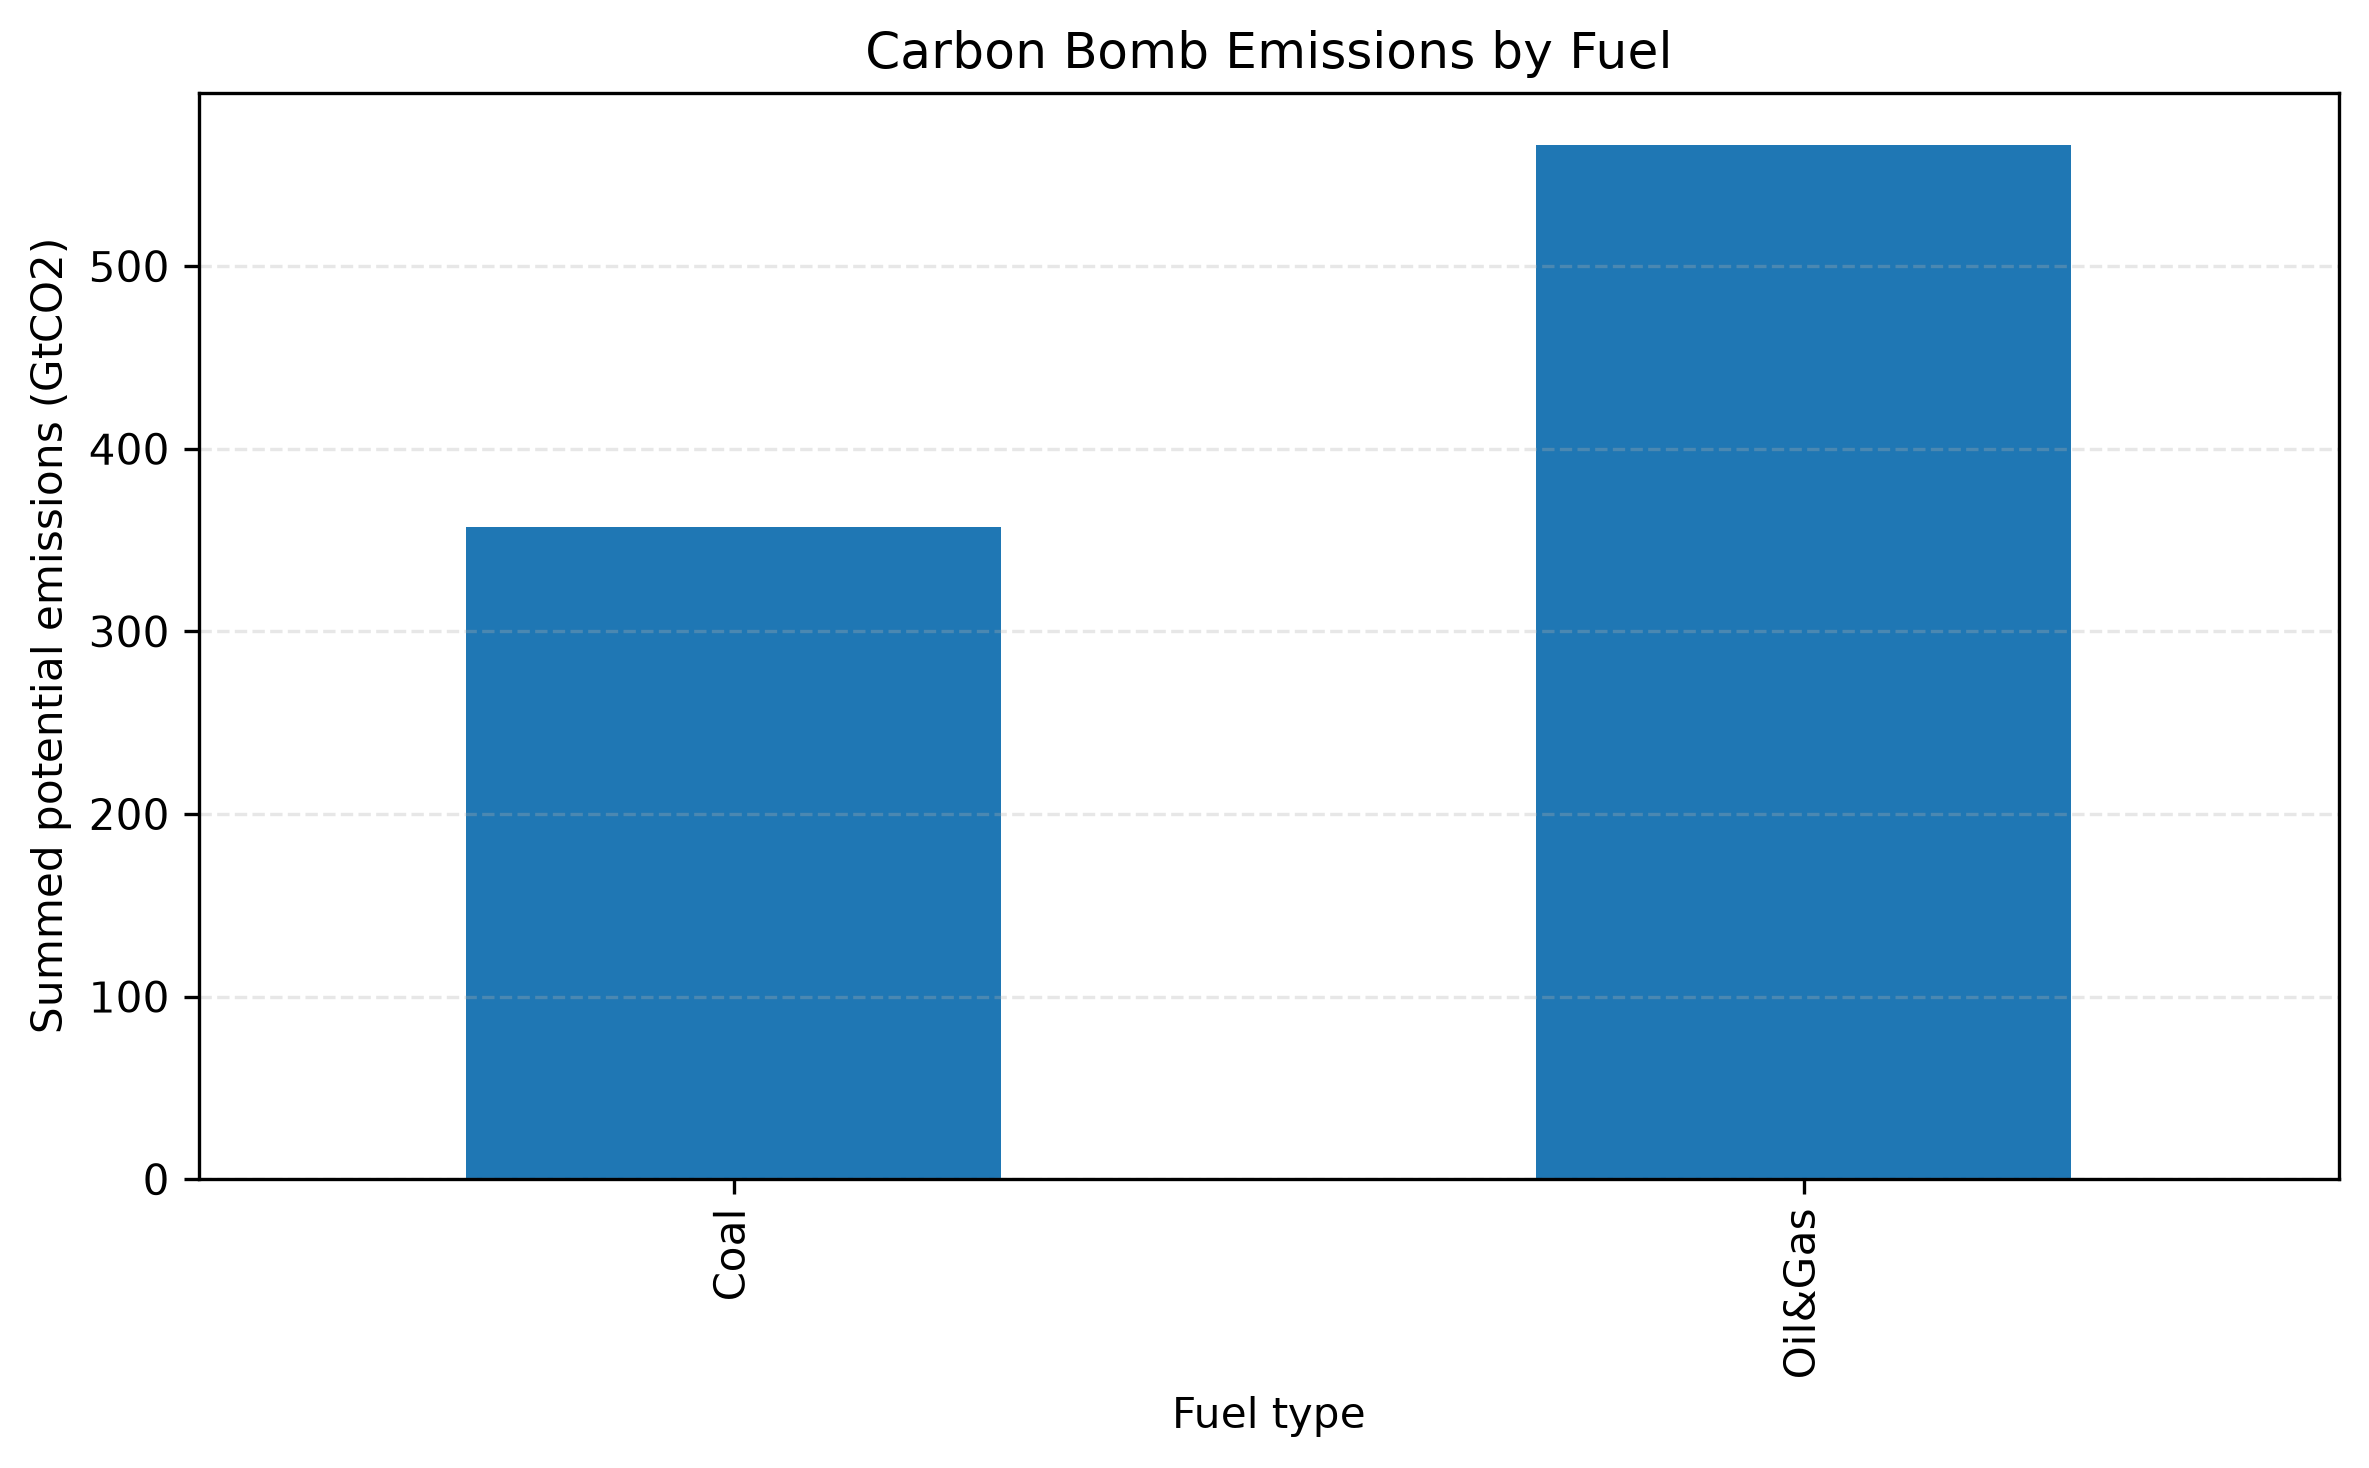 Carbon Bomb Emissions by Fuel
Summed potential emissions (GtCO2)
500
400
300
200
100
0
Coal
Oil&Gas
Fuel type